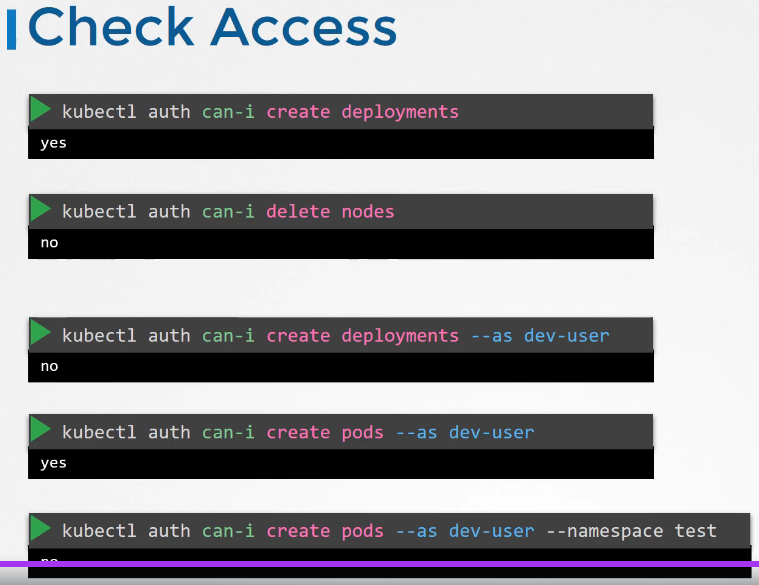 Check Access
kubectl auth can-i create deployments
yes
kubectl auth can-i delete nodes
no
kubectl auth can-i create deployments --as dev-user
no
kubectl auth can-i create pods --as dev-user
yes
kubectl auth can-i create pods --as dev-user --namespace test
no